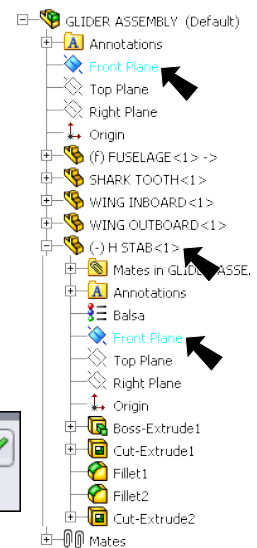 GLIDER ASSEMBLY (Default)
Annotations
Front Plane
Top Plane
Right Plane
Origin
(f) FUSELAGE<1> ->
SHARK TOOTH<1>
WING INBOARD<1>
WING OUTBOARD<1>
(-) H STAB<1>
Mates in GLIDER ASSE.
Annotations
Balsa
Front Plane
Top Plane
Right Plane
Origin
Boss-Extrude1
Cut-Extrude1
Fillet1
Fillet2
Cut-Extrude2
Mates